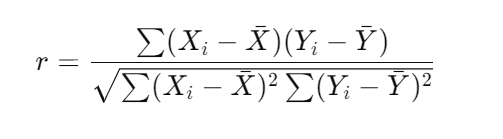 r = \frac{\sum(X_i - \bar{X})(Y_i - \bar{Y})}{\sqrt{\sum(X_i - \bar{X})^2 \sum(Y_i - \bar{Y})^2}}